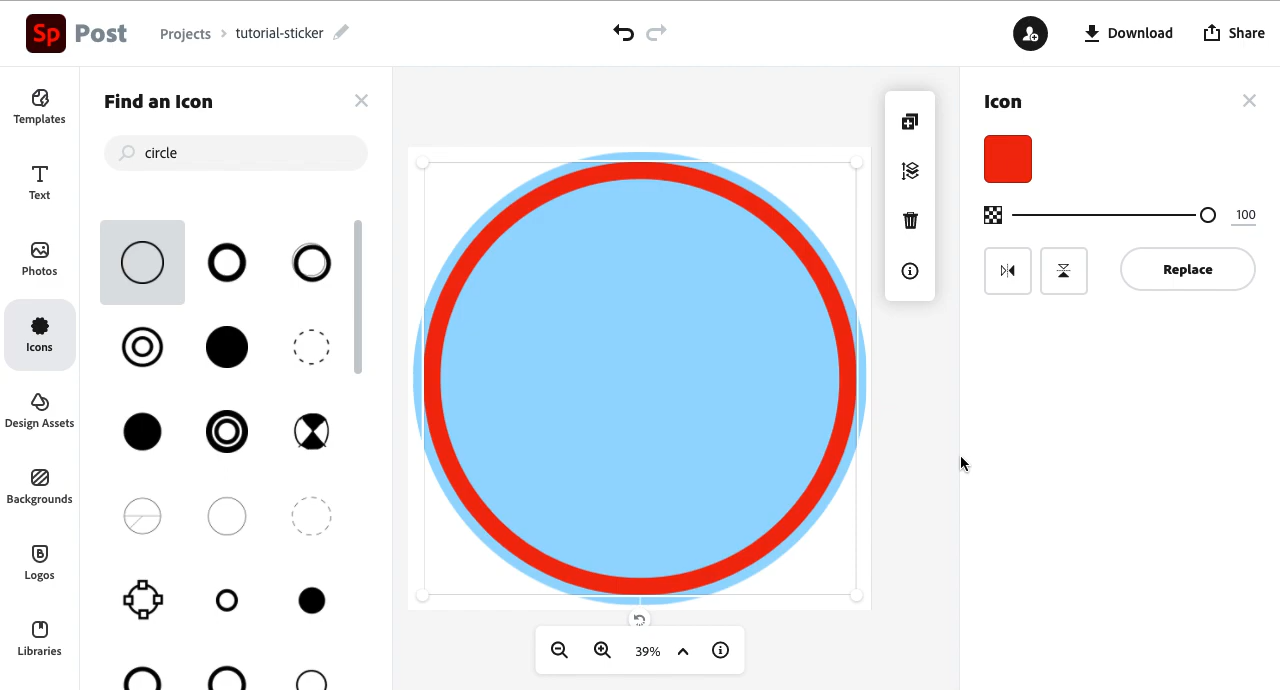 Sp Post Projects > tutorial-sticker Download Share
Templates
Text
Photos
Icons
Design Assets
Backgrounds
B
Logos
Libraries
Find an Icon
circle
39%
Icon
100
Replace